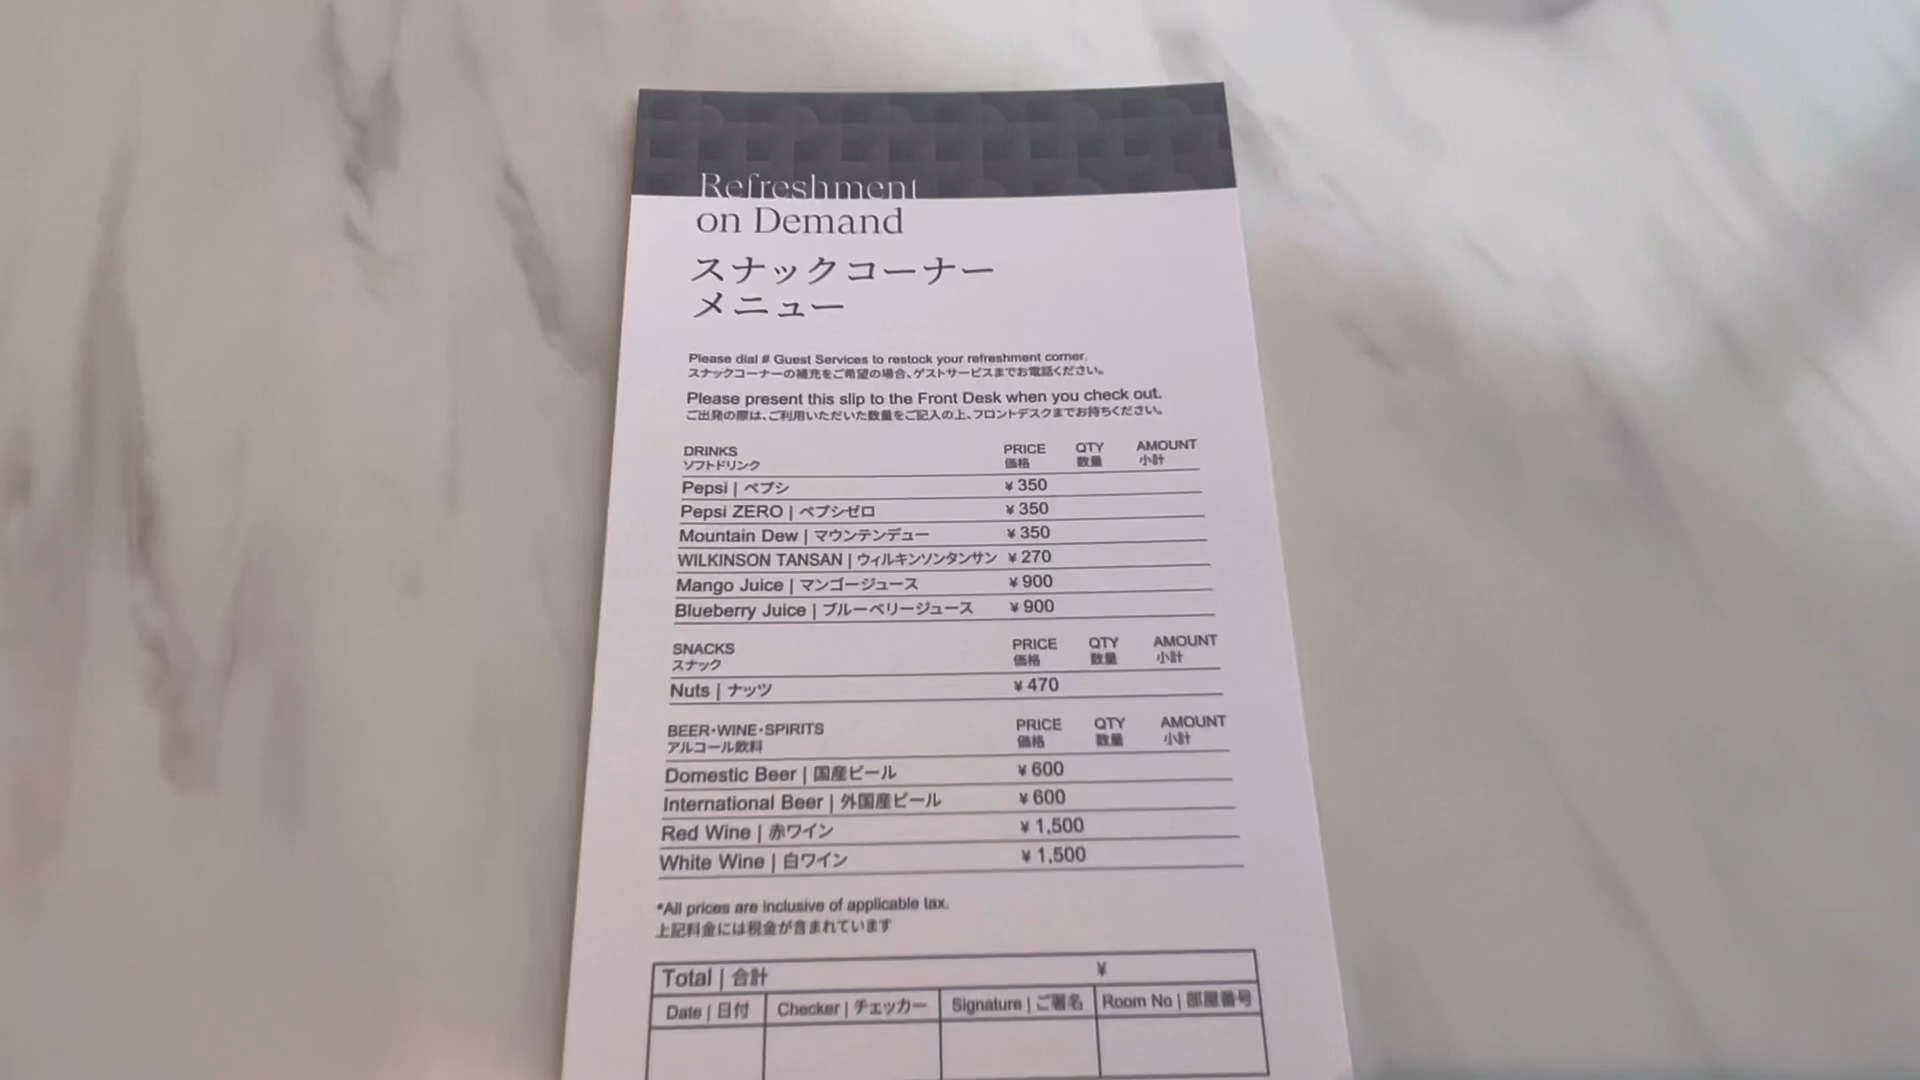 Refreshment
on Demand
スナックコーナー
メニュー
Please dial # Guest Services to restock your refreshment corner.
スナックコーナーの補充をご希望の場合、ゲストサービスまでお電話ください。
Please present this slip to the Front Desk when you check out.
ご出発の際は、ご利用いただいた数量をご記入の上、フロントデスクまでお持ちください。
DRINKS PRICE QTY AMOUNT
ソフトドリンク 価格 数量 小計
Pepsi | ペプシ ¥ 350
Pepsi ZERO | ペプシゼロ ¥ 350
Mountain Dew | マウンテンデュー ¥ 350
WILKINSON TANSAN | ウィルキンソンタンサン ¥ 270
Mango Juice | マンゴージュース ¥ 900
Blueberry Juice | ブルーベリージュース ¥ 900
SNACKS PRICE QTY AMOUNT
スナック 価格 数量 小計
Nuts | ナッツ ¥ 470
BEER・WINE・SPIRITS PRICE QTY AMOUNT
アルコール飲料 価格 数量 小計
Domestic Beer | 国産ビール ¥ 600
International Beer | 外国産ビール ¥ 600
Red Wine | 赤ワイン ¥ 1,500
White Wine | 白ワイン ¥ 1,500
*All prices are inclusive of applicable tax.
上記料金には税金が含まれています
Total | 合計 ¥
Date | 日付 Checker | チェッカー Signature | ご署名 Room No | 部屋番号